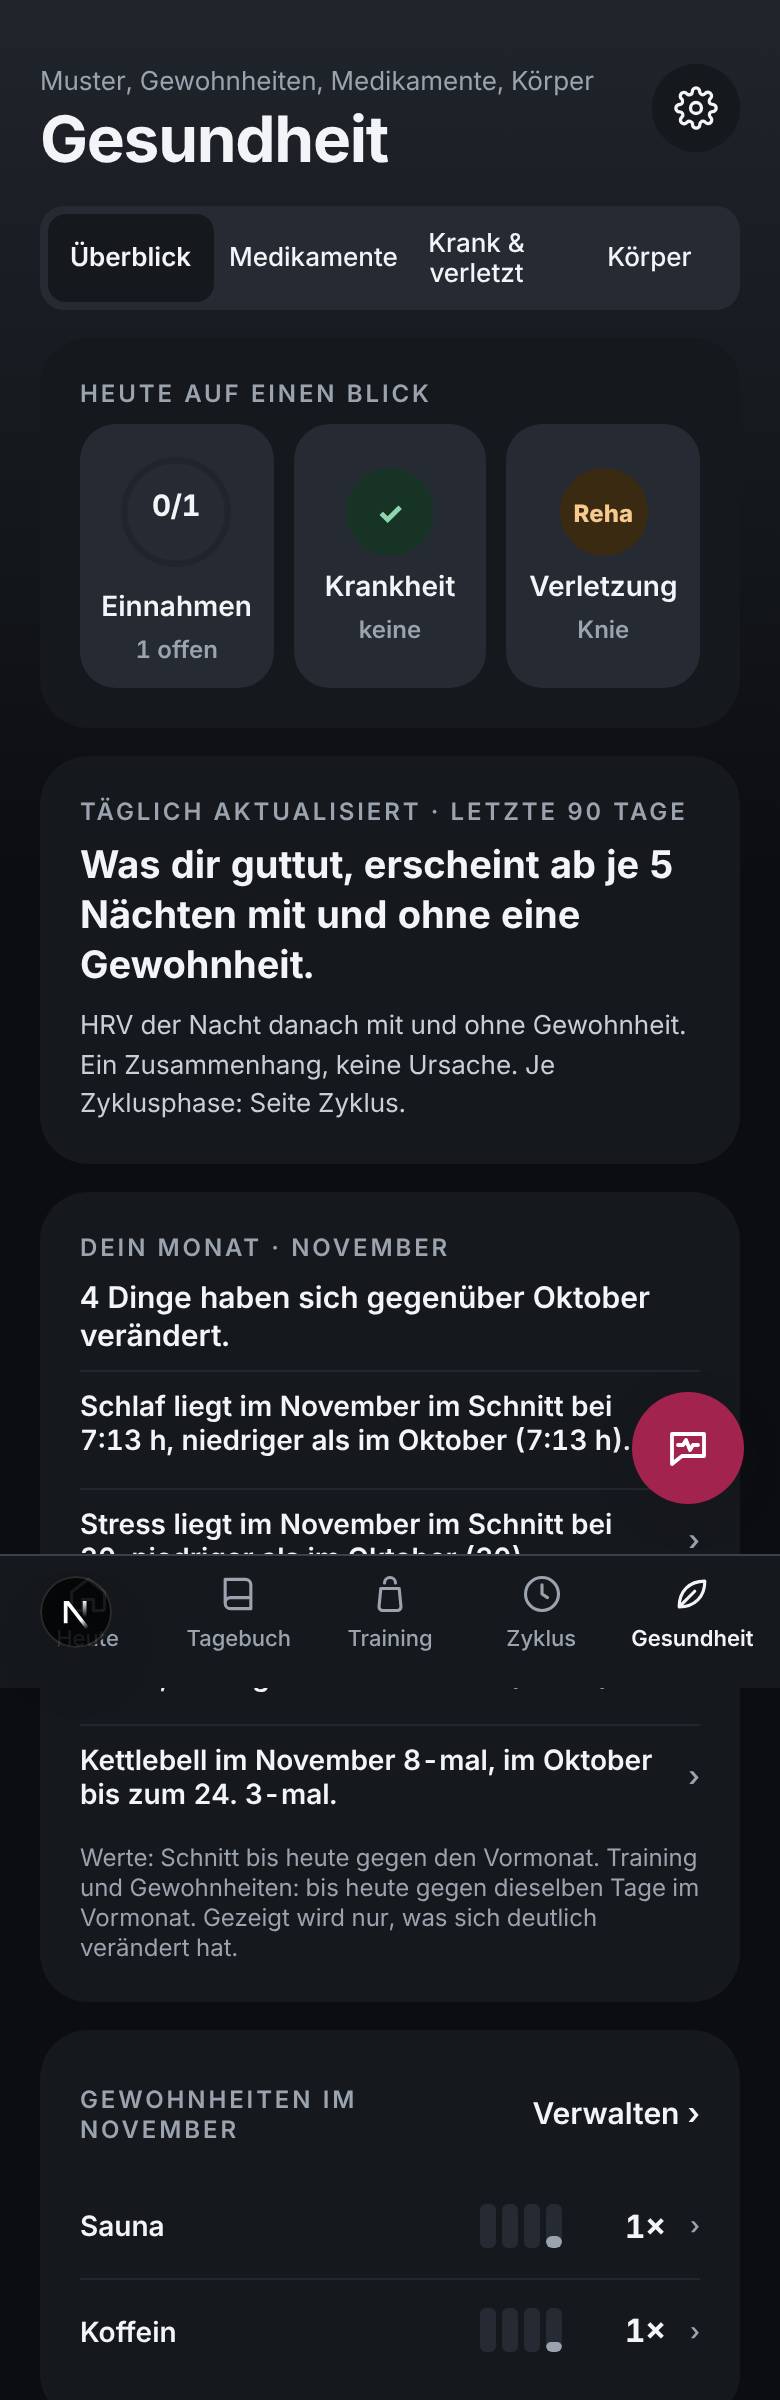 Muster, Gewohnheiten, Medikamente, Körper
Gesundheit
Überblick
Medikamente
Krank &
verletzt
Körper
HEUTE AUF EINEN BLICK
0/1
Einnahmen
1 offen
Krankheit
keine
Reha
Verletzung
Knie
TÄGLICH AKTUALISIERT · LETZTE 90 TAGE
Was dir guttut, erscheint ab je 5
Nächten mit und ohne eine
Gewohnheit.
HRV der Nacht danach mit und ohne Gewohnheit.
Ein Zusammenhang, keine Ursache. Je
Zyklusphase: Seite Zyklus.
DEIN MONAT · NOVEMBER
4 Dinge haben sich gegenüber Oktober
verändert.
Schlaf liegt im November im Schnitt bei
7:13 h, niedriger als im Oktober (7:13 h).
Stress liegt im November im Schnitt bei
niedriger als im Oktober
N
Heute
Tagebuch
Training
Zyklus
Gesundheit
Kettlebell im November 8-mal, im Oktober
bis zum 24. 3-mal.
Werte: Schnitt bis heute gegen den Vormonat. Training
und Gewohnheiten: bis heute gegen dieselben Tage im
Vormonat. Gezeigt wird nur, was sich deutlich
verändert hat.
GEWOHNHEITEN IM
NOVEMBER
Verwalten ›
Sauna
1× ›
Koffein
1× ›